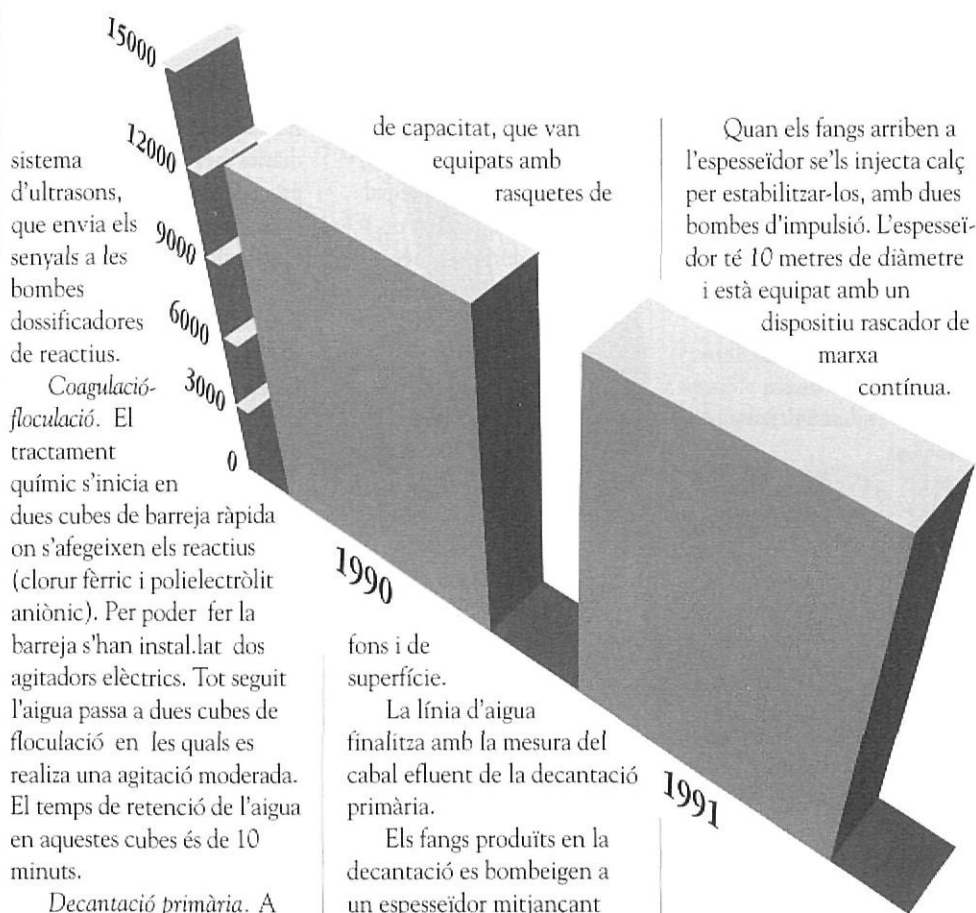 15000
12000
9000
6000
3000
0
1990
1991
sistema
d'ultrasons,
que envia els
senyals a les
bombes
dossificadores
de reactius.
Coagulació-
floculació. El
tractament
químic s'inicia en
dues cubes de barreja ràpida
on s'afegeixen els reactius
(clorur fèrric i polielectròlit
aniònic). Per poder fer la
barreja s'han instal.lat dos
agitadors elèctrics. Tot seguit
l'aigua passa a dues cubes de
floculació en les quals es
realiza una agitació moderada.
El temps de retenció de l'aigua
en aquestes cubes és de 10
minuts.
Decantació primària. A
de capacitat, que van
equipats amb
rasquetes de
fons i de
superfície.
La línia d'aigua
finalitza amb la mesura del
cabal efluent de la decantació
primària.
Els fangs produïts en la
decantació es bombeigen a
un espesseïdor mitjançant
Quan els fangs arriben a
l'espesseïdor se'ls injecta calç
per estabilitzar-los, amb dues
bombes d'impulsió. L'espesseï-
dor té 10 metres de diàmetre
i està equipat amb un
dispositiu rascador de
marxa
contínua.